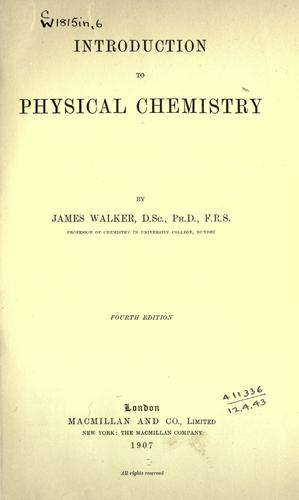 C
W1815in,6
INTRODUCTION
TO
PHYSICAL CHEMISTRY
BY
JAMES WALKER, D.Sc., Ph.D., F.R.S.
PROFESSOR OF CHEMISTRY IN UNIVERSITY COLLEGE, DUNDEE
FOURTH EDITION
411336
12.4.43
London
MACMILLAN AND CO., Limited
NEW YORK: THE MACMILLAN COMPANY
1907
All rights reserved